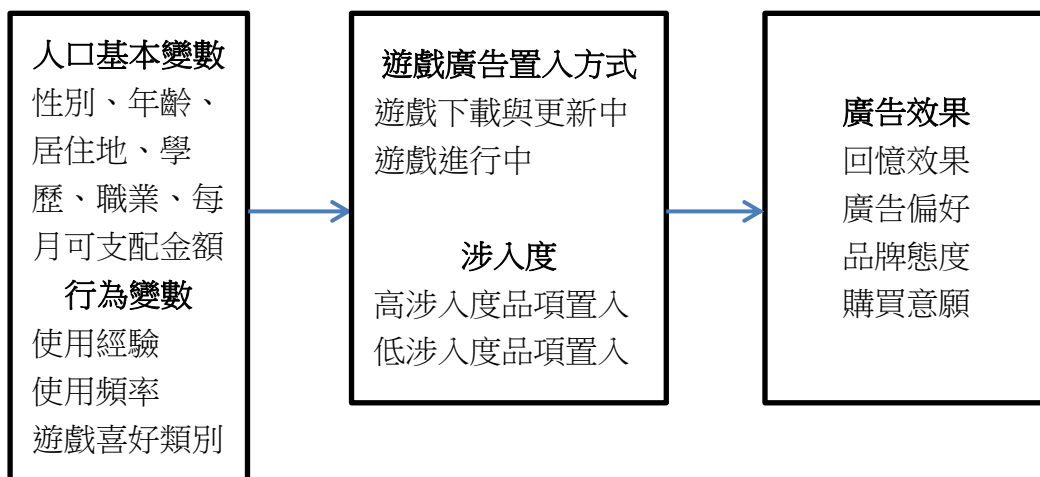 人口基本變數
性別、年齡、
居住地、學
歷、職業、每
月可支配金額
行為變數
使用經驗
使用頻率
遊戲喜好類別
遊戲廣告置入方式
遊戲下載與更新中
遊戲進行中
涉入度
高涉入度品項置入
低涉入度品項置入
廣告效果
回憶效果
廣告偏好
品牌態度
購買意願